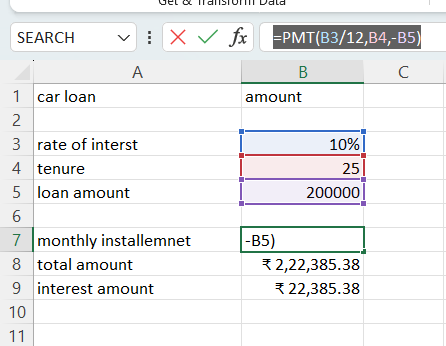 Get & Transform Data
SEARCH fx =PMT(B3/12,B4,-B5)
A B C
1 car loan amount
2
3 rate of interst 10%
4 tenure 25
5 loan amount 200000
6
7 monthly installemnet -B5)
8 total amount ₹ 2,22,385.38
9 interest amount ₹ 22,385.38
10
11